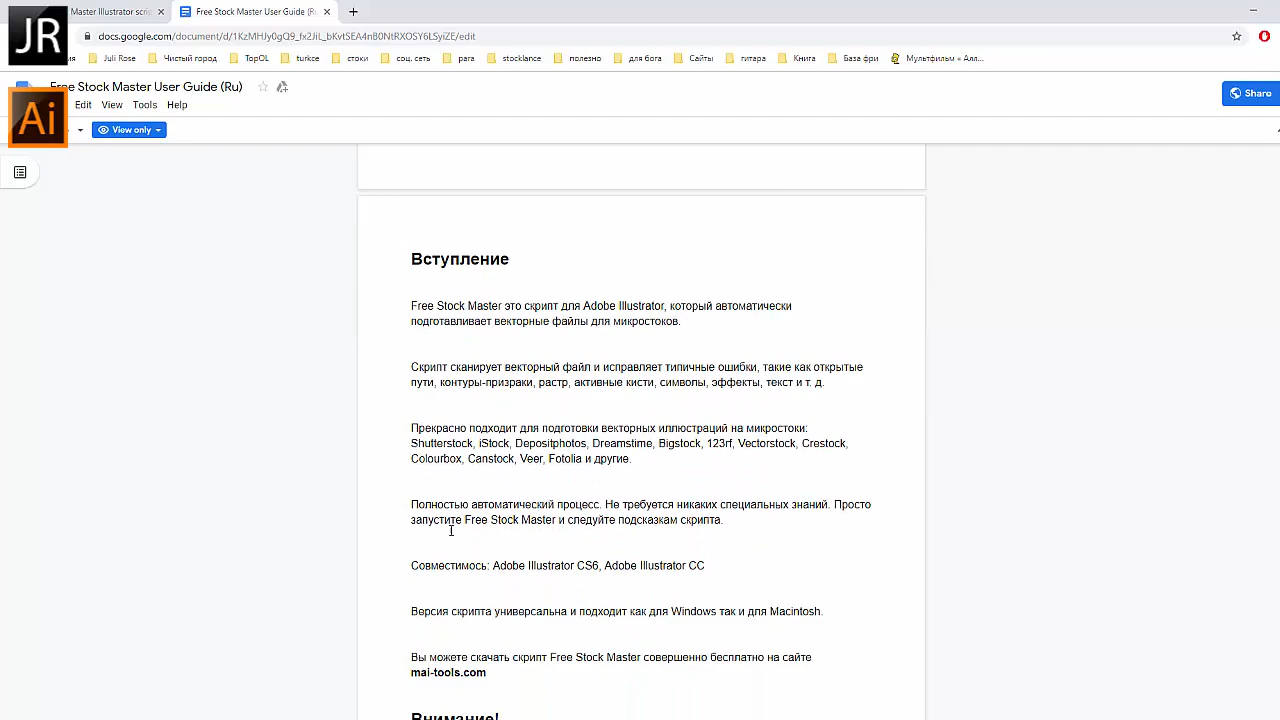 JR
Master Illustrator scri
Free Stock Master User Guide (Ru
docs.google.com/document/d/1KzMHJy0gQ9_fx2JiL_bKvtSEA4nB0NtRXOSY6LSyiZE/edit
Juli Rose
Чистый город
TopOL
turkce
стоки
соц. сеть
para
stocklance
полезно
для бога
Сайты
гитара
Книга
База фри
Мультфильм « Алл...
Free Stock Master User Guide (Ru)
Share
Ai
Edit View Tools Help
View only
Вступление
Free Stock Master это скрипт для Adobe Illustrator, который автоматически
подготавливает векторные файлы для микростоков.
Скрипт сканирует векторный файл и исправляет типичные ошибки, такие как открытые
пути, контуры-призраки, растр, активные кисти, символы, эффекты, текст и т. д.
Прекрасно подходит для подготовки векторных иллюстраций на микростоки:
Shutterstock, iStock, Depositphotos, Dreamstime, Bigstock, 123rf, Vectorstock, Crestock,
Colourbox, Canstock, Veer, Fotolia и другие.
Полностью автоматический процесс. Не требуется никаких специальных знаний. Просто
запустите Free Stock Master и следуйте подсказкам скрипта.
Совместимось: Adobe Illustrator CS6, Adobe Illustrator CC
Версия скрипта универсальна и подходит как для Windows так и для Macintosh.
Вы можете скачать скрипт Free Stock Master совершенно бесплатно на сайте
mai-tools.com
Внимание!